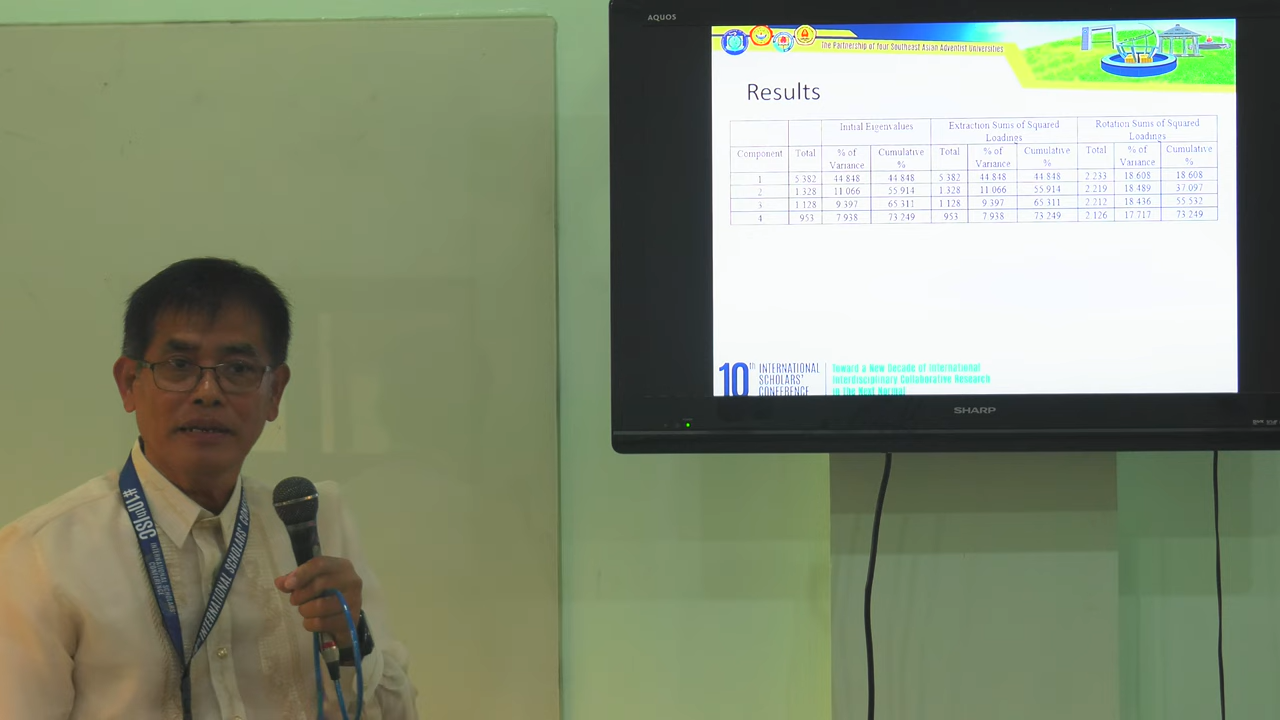 AQUOS
The Partnership of four Southeast Asian Adventist Universities
Results
Initial Eigenvalues Extraction Sums of Squared Loadings Rotation Sums of Squared Loadings
Component Total % of Variance Cumulative % Total % of Variance Cumulative % Total % of Variance Cumulative %
1 5.382 44.848 44.848 5.382 44.848 44.848 2.233 18.608 18.608
2 1.328 11.066 55.914 1.328 11.066 55.914 2.219 18.489 37.097
3 1.128 9.397 65.311 1.128 9.397 65.311 2.212 18.436 55.532
4 .953 7.938 73.249 .953 7.938 73.249 2.126 17.717 73.249
10th INTERNATIONAL
SCHOLARS'
CONFERENCE
Toward a New Decade of International
Interdisciplinary Collaborative Research
in The Next Normal
SHARP
#10thISC
INTERNATIONAL SCHOLARS'
CONFERENCE
INTERNATIONAL SCHOLARS'